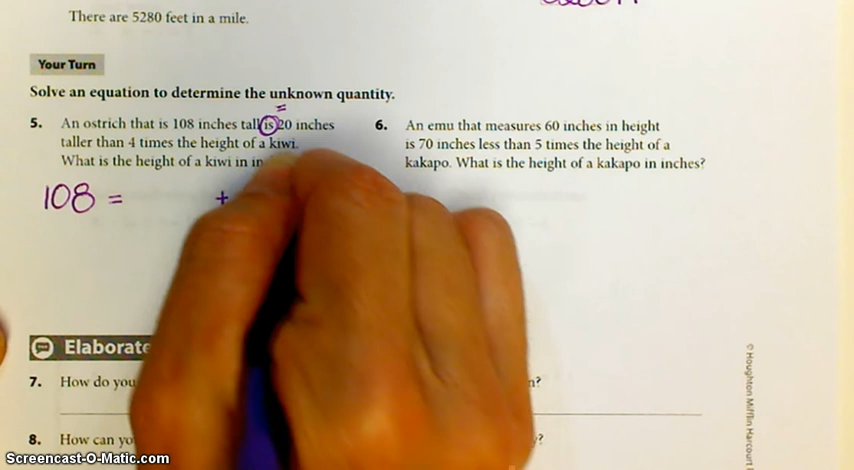 There are 5280 feet in a mile.
Your Turn
Solve an equation to determine the unknown quantity.
=
5. An ostrich that is 108 inches tall is 20 inches
taller than 4 times the height of a kiwi.
What is the height of a kiwi in in
108 = +
6. An emu that measures 60 inches in height
is 70 inches less than 5 times the height of a
kakapo. What is the height of a kakapo in inches?
Elaborate
7. How do you
n?
8. How can yo
y?
© Houghton Mifflin Harcourt
Screencast-O-Matic.com